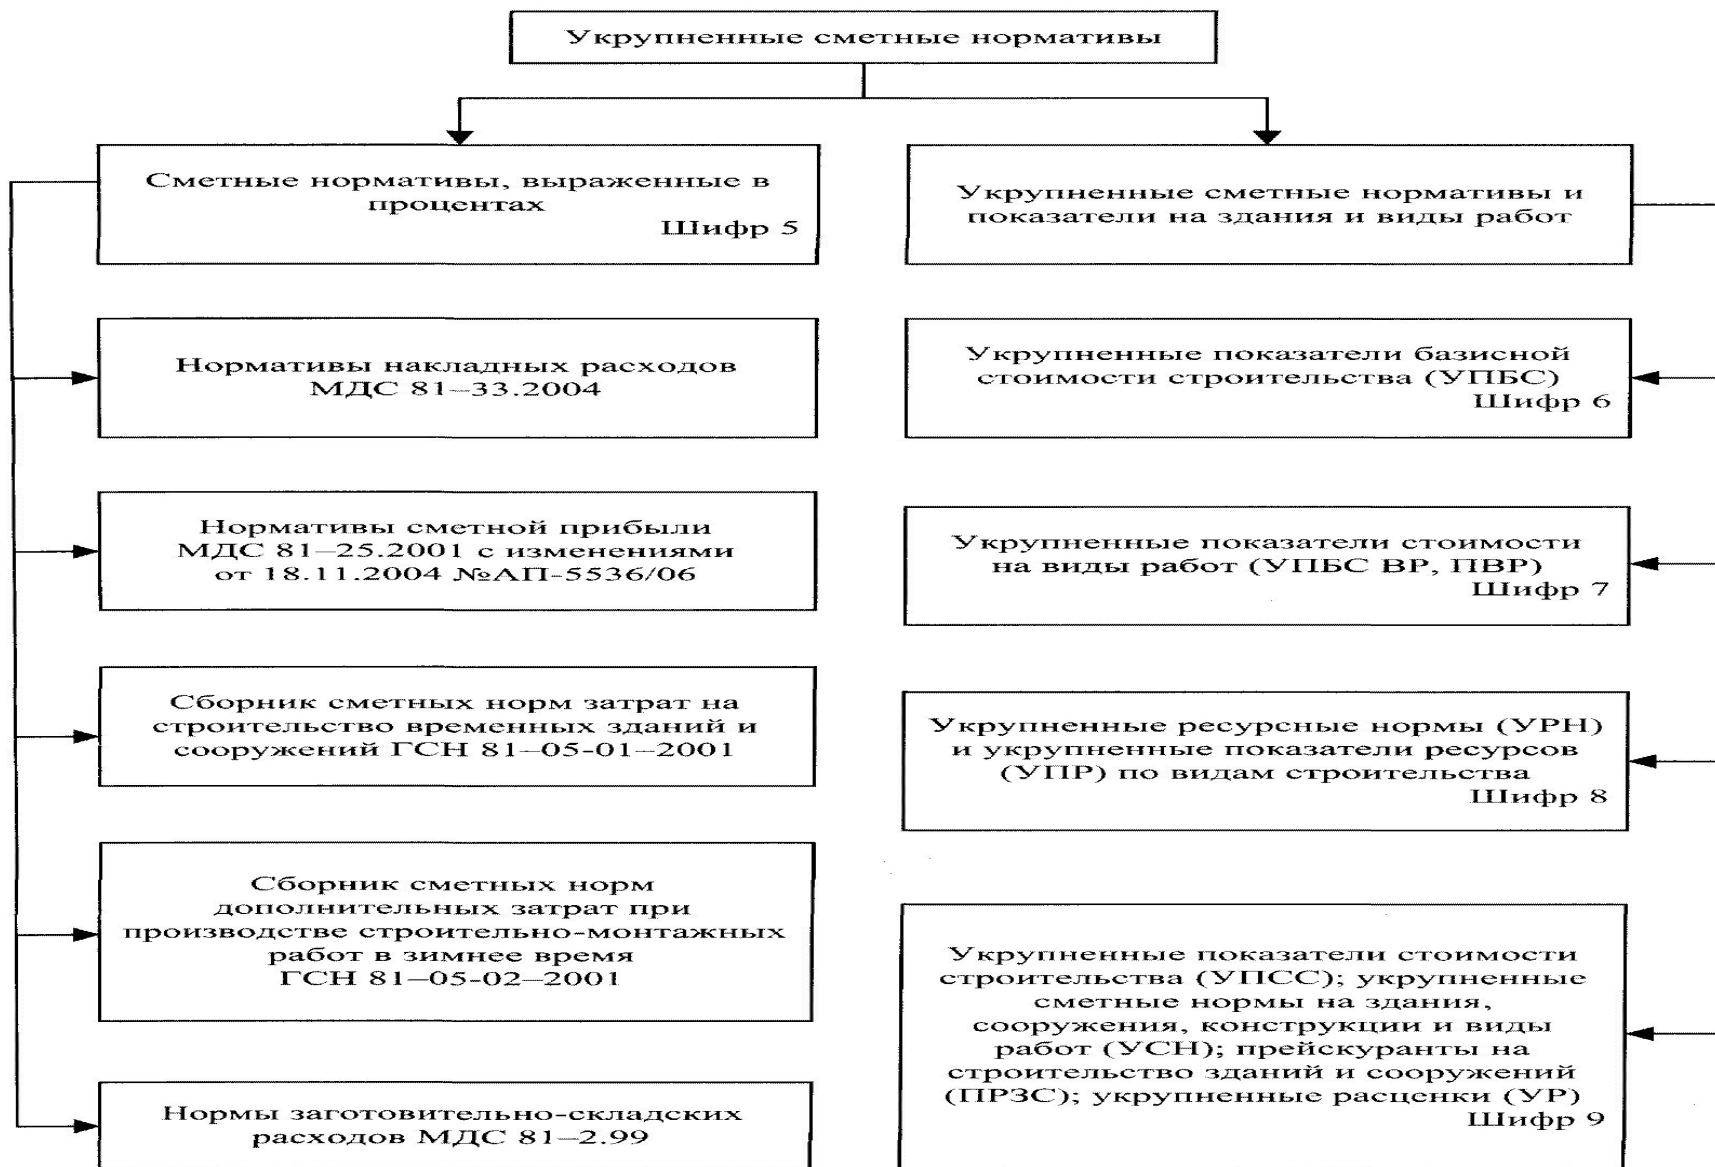 Укрупненные сметные нормативы
Сметные нормативы, выраженные в
процентах
Шифр 5
Нормативы накладных расходов
МДС 81–33.2004
Нормативы сметной прибыли
МДС 81–25.2001 с изменениями
от 18.11.2004 №АП-5536/06
Сборник сметных норм затрат на
строительство временных зданий и
сооружений ГСН 81–05-01–2001
Сборник сметных норм
дополнительных затрат при
производстве строительно-монтажных
работ в зимнее время
ГСН 81–05-02–2001
Нормы заготовительно-складских
расходов МДС 81–2.99
Укрупненные сметные нормативы и
показатели на здания и виды работ
Укрупненные показатели базисной
стоимости строительства (УПБС)
Шифр 6
Укрупненные показатели стоимости
на виды работ (УПБС ВР, ПВР)
Шифр 7
Укрупненные ресурсные нормы (УРН)
и укрупненные показатели ресурсов
(УПР) по видам строительства
Шифр 8
Укрупненные показатели стоимости
строительства (УПСС); укрупненные
сметные нормы на здания,
сооружения, конструкции и виды
работ (УСН); прейскуранты на
строительство зданий и сооружений
(ПРЗС); укрупненные расценки (УР)
Шифр 9